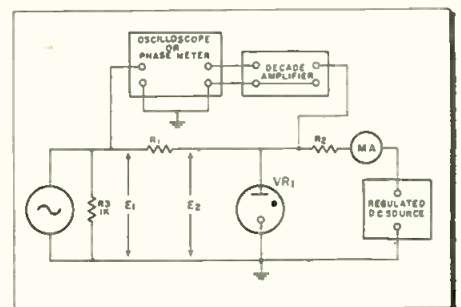 OSCILLOSCOPE
OR
PHASE METER
DECADE
AMPLIFIER
R1
R2
MA
VR1
R3
1K
E1
E2
REGULATED
DC SOURCE